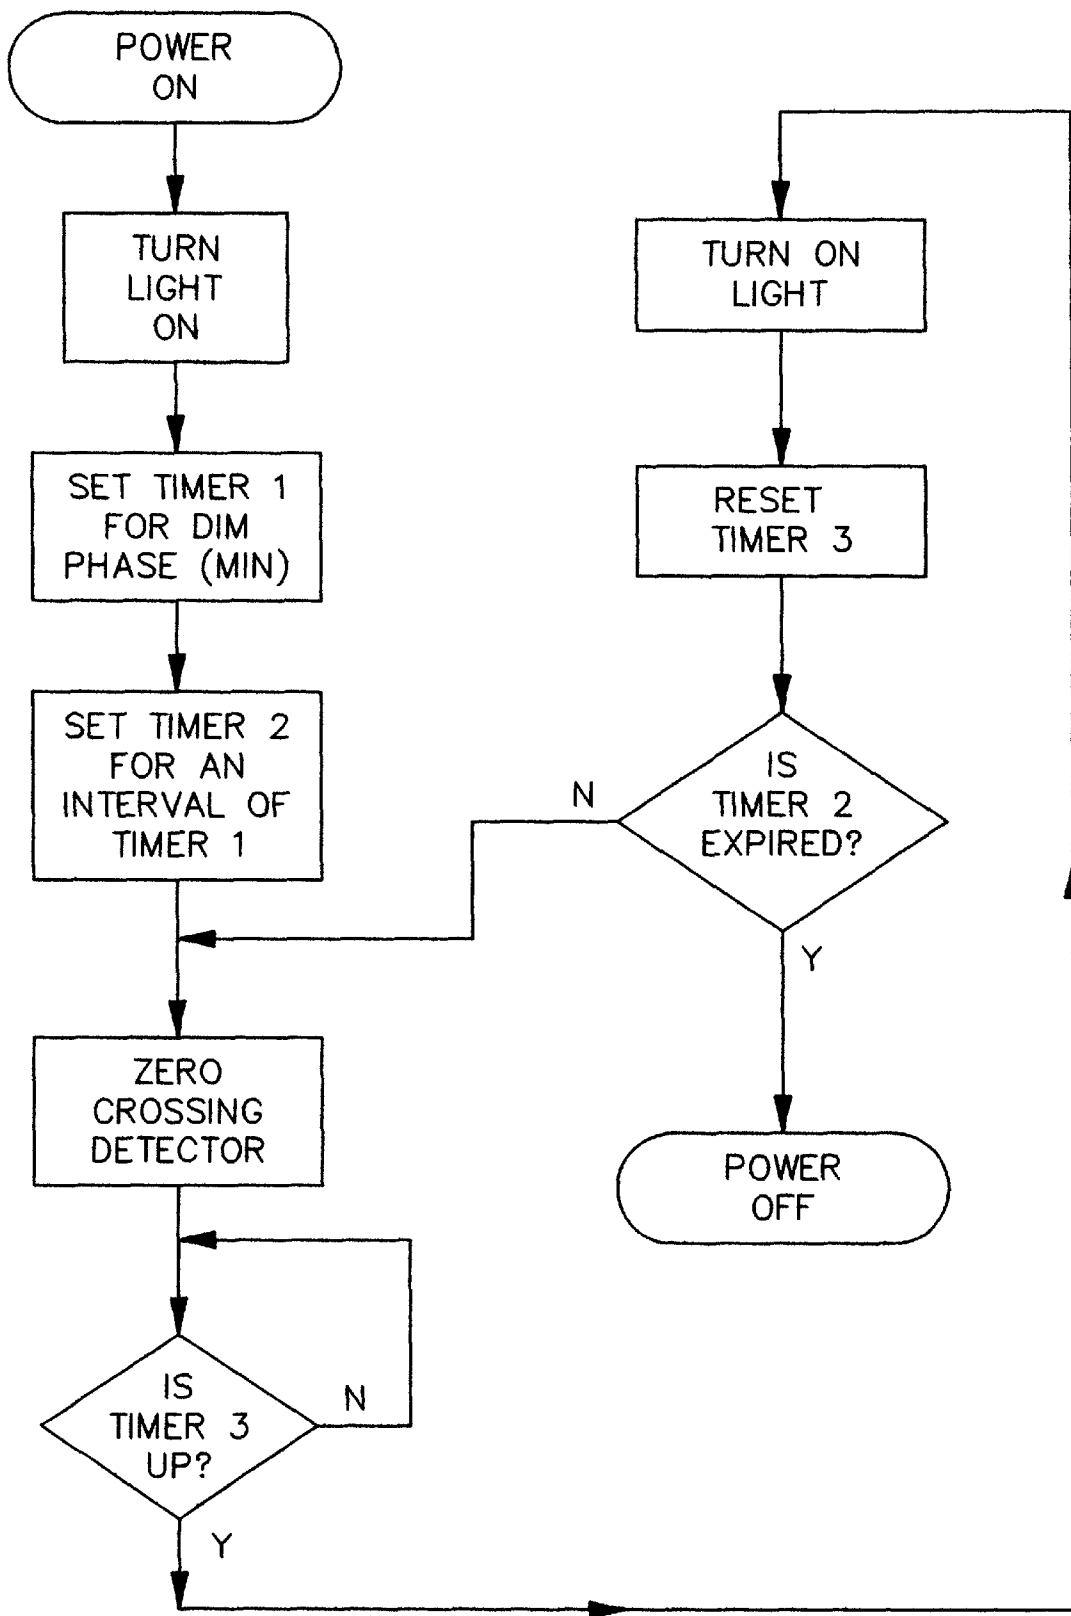 POWER
ON
TURN
LIGHT
ON
SET TIMER 1
FOR DIM
PHASE (MIN)
SET TIMER 2
FOR AN
INTERVAL OF
TIMER 1
ZERO
CROSSING
DETECTOR
IS
TIMER 3
UP?
N
Y
TURN ON
LIGHT
RESET
TIMER 3
IS
TIMER 2
EXPIRED?
N
Y
POWER
OFF